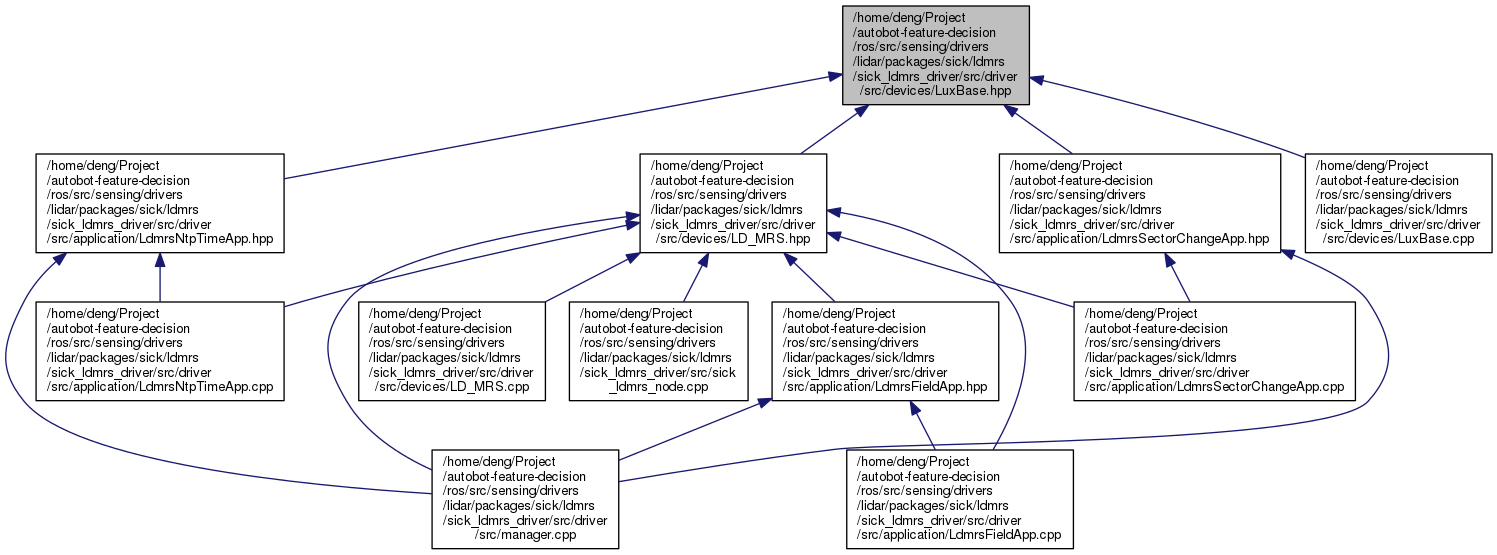 /home/deng/Project
/autobot-feature-decision
/ros/src/sensing/drivers
/lidar/packages/sick/ldmrs
/sick_ldmrs_driver/src/driver
/src/devices/LuxBase.hpp
/home/deng/Project
/autobot-feature-decision
/ros/src/sensing/drivers
/lidar/packages/sick/ldmrs
/sick_ldmrs_driver/src/driver
/src/application/LdmrsNtpTimeApp.hpp
/home/deng/Project
/autobot-feature-decision
/ros/src/sensing/drivers
/lidar/packages/sick/ldmrs
/sick_ldmrs_driver/src/driver
/src/devices/LD_MRS.hpp
/home/deng/Project
/autobot-feature-decision
/ros/src/sensing/drivers
/lidar/packages/sick/ldmrs
/sick_ldmrs_driver/src/driver
/src/application/LdmrsSectorChangeApp.hpp
/home/deng/Project
/autobot-feature-decision
/ros/src/sensing/drivers
/lidar/packages/sick/ldmrs
/sick_ldmrs_driver/src/driver
/src/devices/LuxBase.cpp
/home/deng/Project
/autobot-feature-decision
/ros/src/sensing/drivers
/lidar/packages/sick/ldmrs
/sick_ldmrs_driver/src/driver
/src/application/LdmrsNtpTimeApp.cpp
/home/deng/Project
/autobot-feature-decision
/ros/src/sensing/drivers
/lidar/packages/sick/ldmrs
/sick_ldmrs_driver/src/driver
/src/devices/LD_MRS.cpp
/home/deng/Project
/autobot-feature-decision
/ros/src/sensing/drivers
/lidar/packages/sick/ldmrs
/sick_ldmrs_driver/src/sick
_ldmrs_node.cpp
/home/deng/Project
/autobot-feature-decision
/ros/src/sensing/drivers
/lidar/packages/sick/ldmrs
/sick_ldmrs_driver/src/driver
/src/application/LdmrsFieldApp.hpp
/home/deng/Project
/autobot-feature-decision
/ros/src/sensing/drivers
/lidar/packages/sick/ldmrs
/sick_ldmrs_driver/src/driver
/src/application/LdmrsSectorChangeApp.cpp
/home/deng/Project
/autobot-feature-decision
/ros/src/sensing/drivers
/lidar/packages/sick/ldmrs
/sick_ldmrs_driver/src/driver
/src/manager.cpp
/home/deng/Project
/autobot-feature-decision
/ros/src/sensing/drivers
/lidar/packages/sick/ldmrs
/sick_ldmrs_driver/src/driver
/src/application/LdmrsFieldApp.cpp